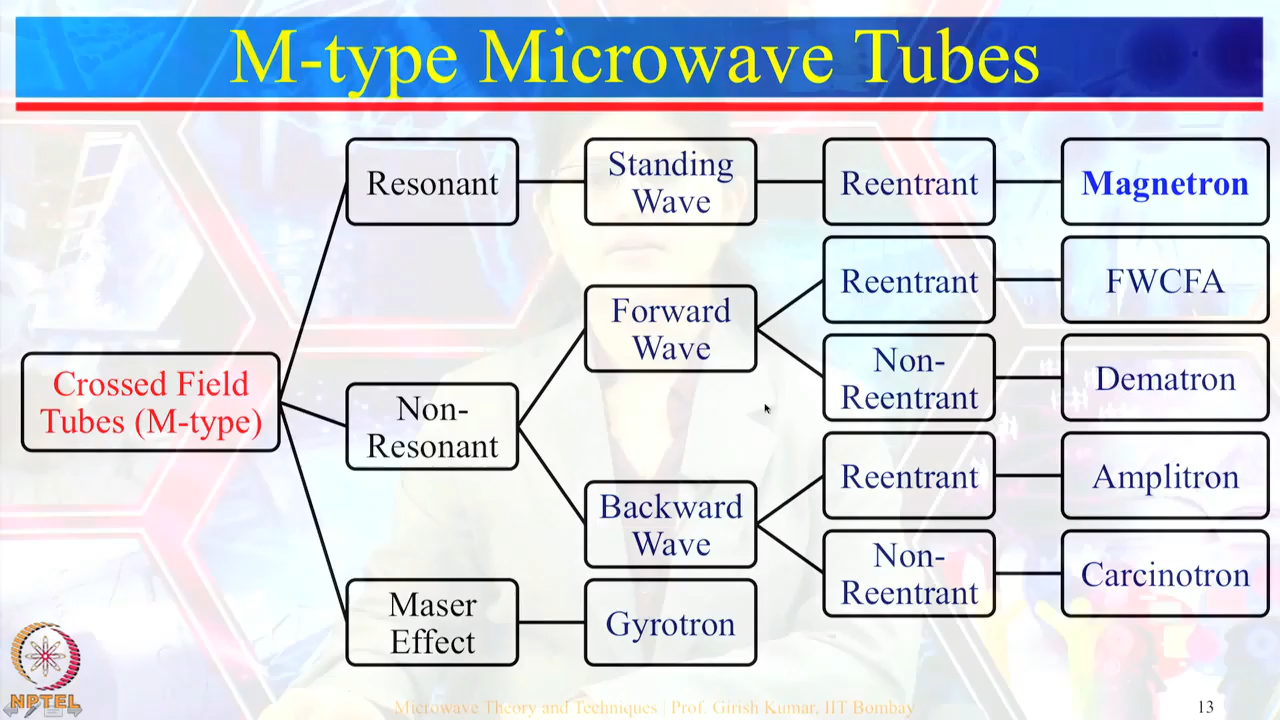 M-type Microwave Tubes
Crossed Field
Tubes (M-type)
Resonant
Standing
Wave
Reentrant
Magnetron
Non-
Resonant
Forward
Wave
Reentrant
FWCFA
Non-
Reentrant
Dematron
Backward
Wave
Reentrant
Amplitron
Non-
Reentrant
Carcinotron
Maser
Effect
Gyrotron
NPTEL
Microwave Theory and Techniques | Prof. Girish Kumar, IIT Bombay
13